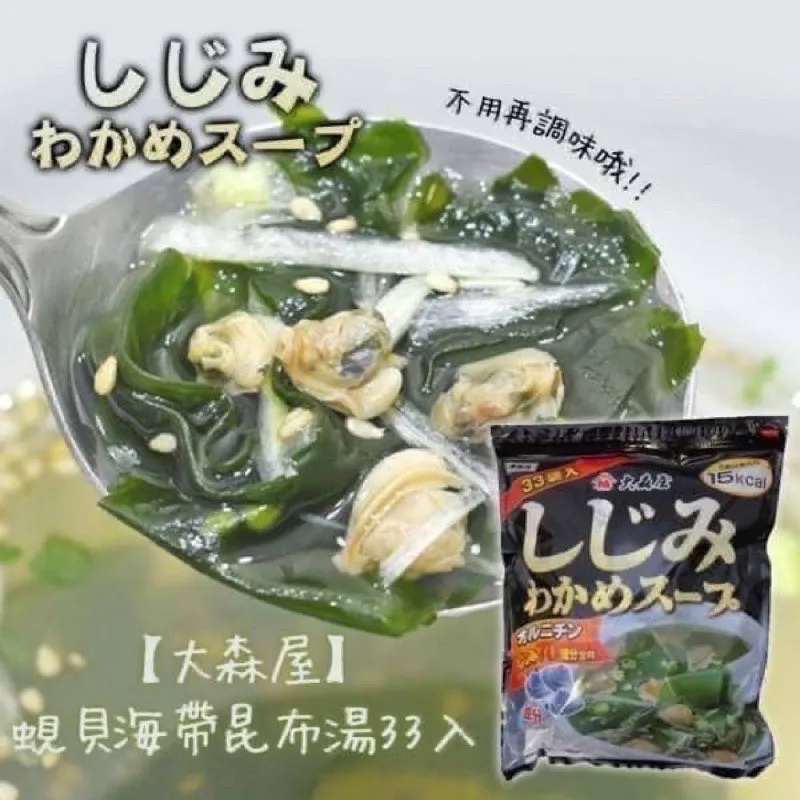 しじみ
わかめスープ
不用再調味哦!!
33袋入
大森屋
15kcal
しじみ
わかめスープ
オルニチン
【大森屋】
蜆貝海帶昆布湯33入